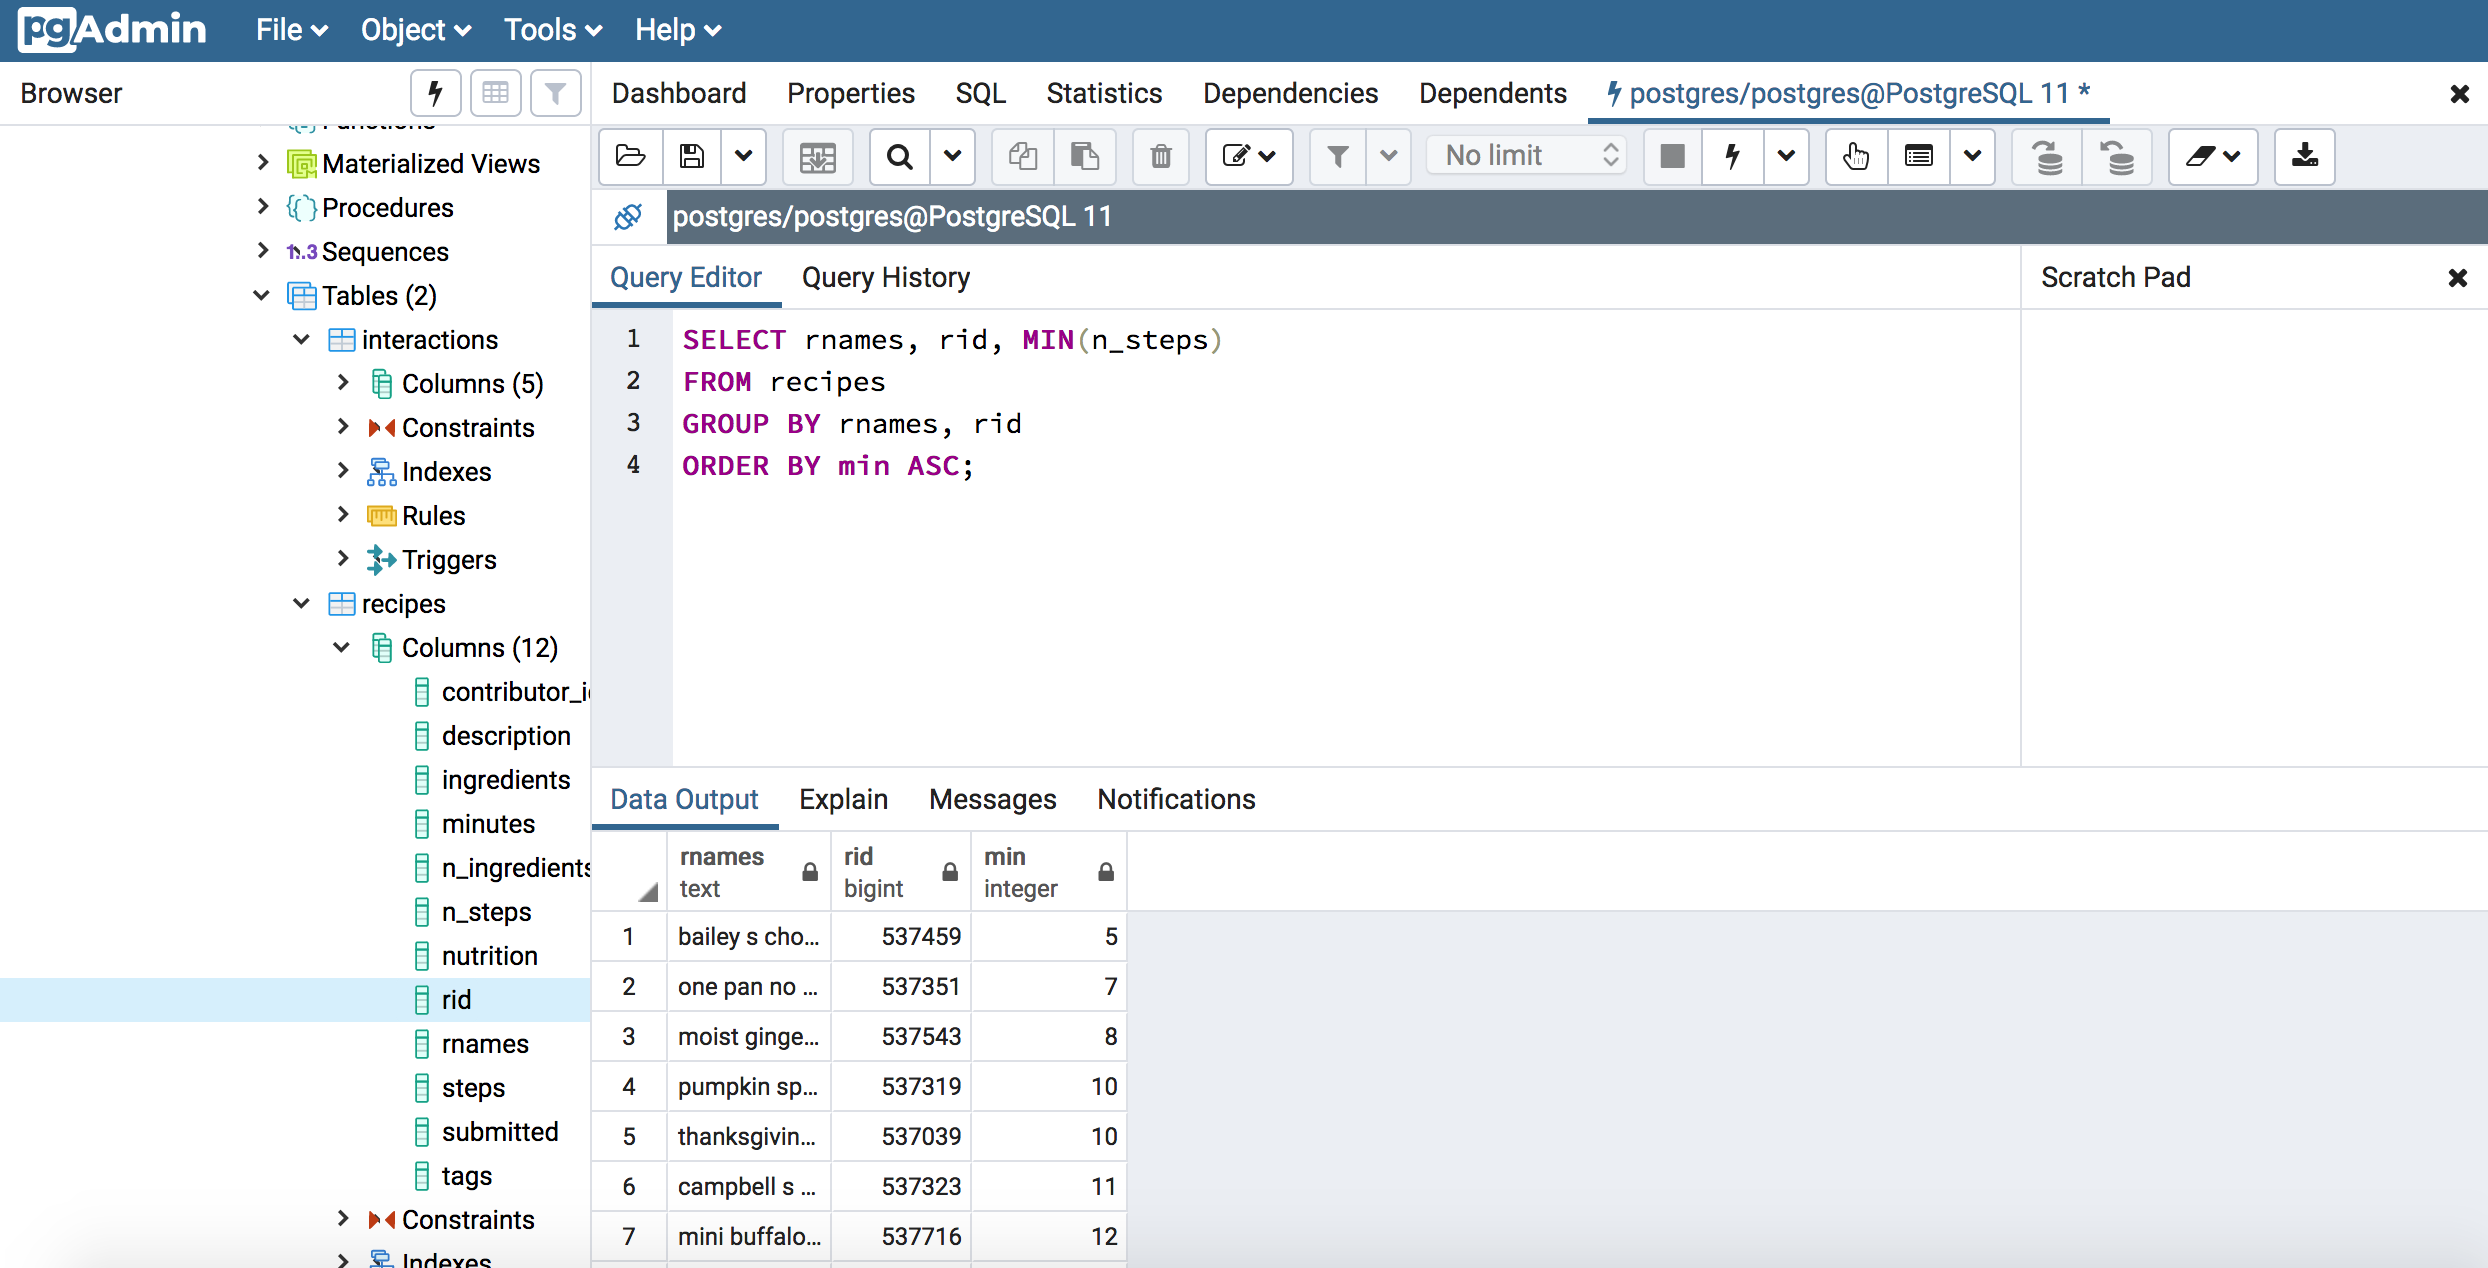 pgAdmin File Object Tools Help
Browser
Dashboard Properties SQL Statistics Dependencies Dependents postgres/postgres@PostgreSQL 11 *
No limit
postgres/postgres@PostgreSQL 11
Functions
Materialized Views
Procedures
1..3 Sequences
Tables (2)
interactions
Columns (5)
Constraints
Indexes
Rules
Triggers
recipes
Columns (12)
contributor_i
description
ingredients
minutes
n_ingredients
n_steps
nutrition
rid
rnames
steps
submitted
tags
Constraints
Indexes
Query Editor Query History
Scratch Pad
1 SELECT rnames, rid, MIN(n_steps)
2 FROM recipes
3 GROUP BY rnames, rid
4 ORDER BY min ASC;
Data Output Explain Messages Notifications
rnames rid min
text bigint integer
1 bailey s cho... 537459 5
2 one pan no ... 537351 7
3 moist ginge... 537543 8
4 pumpkin sp... 537319 10
5 thanksgivin... 537039 10
6 campbell s ... 537323 11
7 mini buffalo... 537716 12